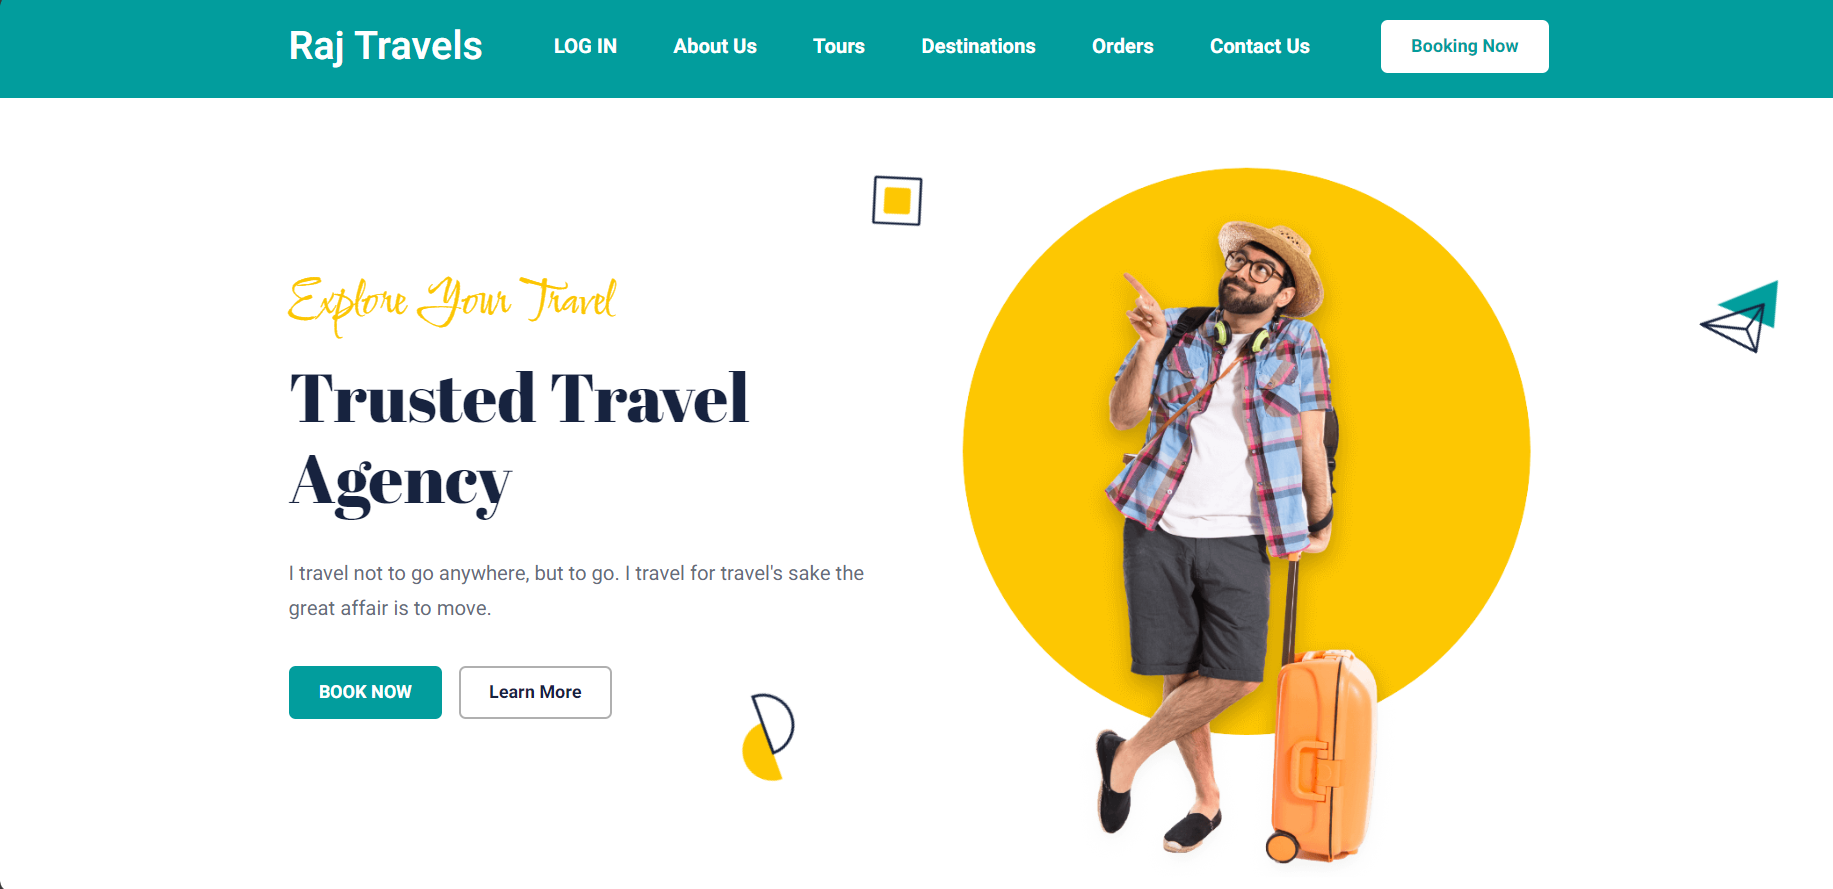 Raj Travels
LOG IN
About Us
Tours
Destinations
Orders
Contact Us
Booking Now
Explore Your Travel
Trusted Travel
Agency
I travel not to go anywhere, but to go. I travel for travel's sake the
great affair is to move.
BOOK NOW
Learn More